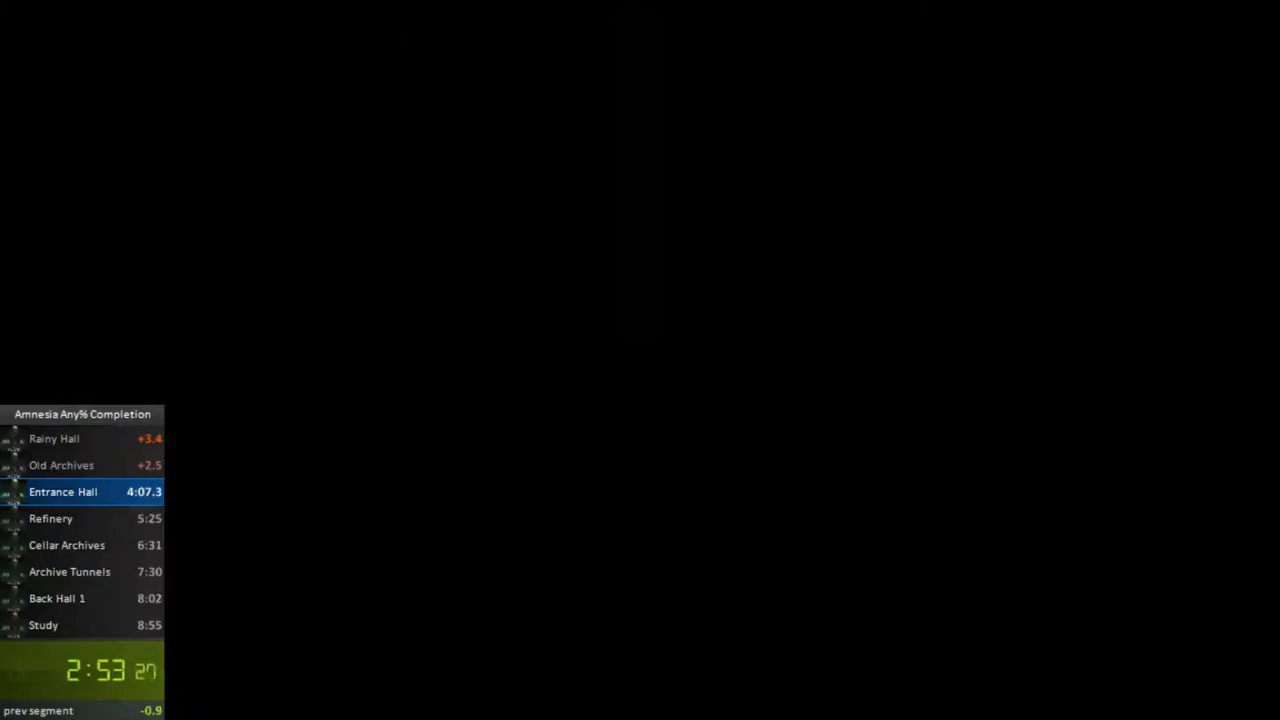 Amnesia Any% Completion
Rainy Hall +3.4
Old Archives +2.5
Entrance Hall 4:07.3
Refinery 5:25
Cellar Archives 6:31
Archive Tunnels 7:30
Back Hall 1 8:02
Study 8:55
2:53 27
prev segment -0.9